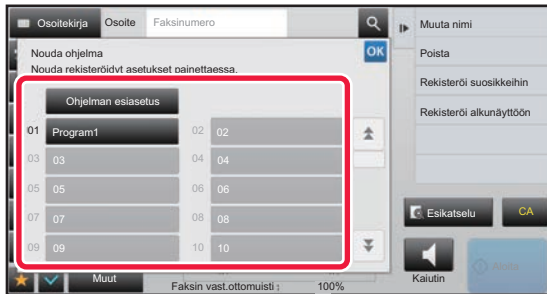 Osoitekirja Osoite Faksinumero
Muuta nimi
Nouda ohjelma
OK
Nouda rekisteröidyt asetukset painettaessa.
Poista
Rekisteröi suosikkeihin
Ohjelman esiasetus
Rekisteröi alkunäyttöön
01 Program1 02 02
03 03 04 04
05 05 06 06
07 07 08 08
Esikatselu CA
09 09 10 10
Muut
Kaiutin
Aloita
Faksin vast.ottomuisti : 100%